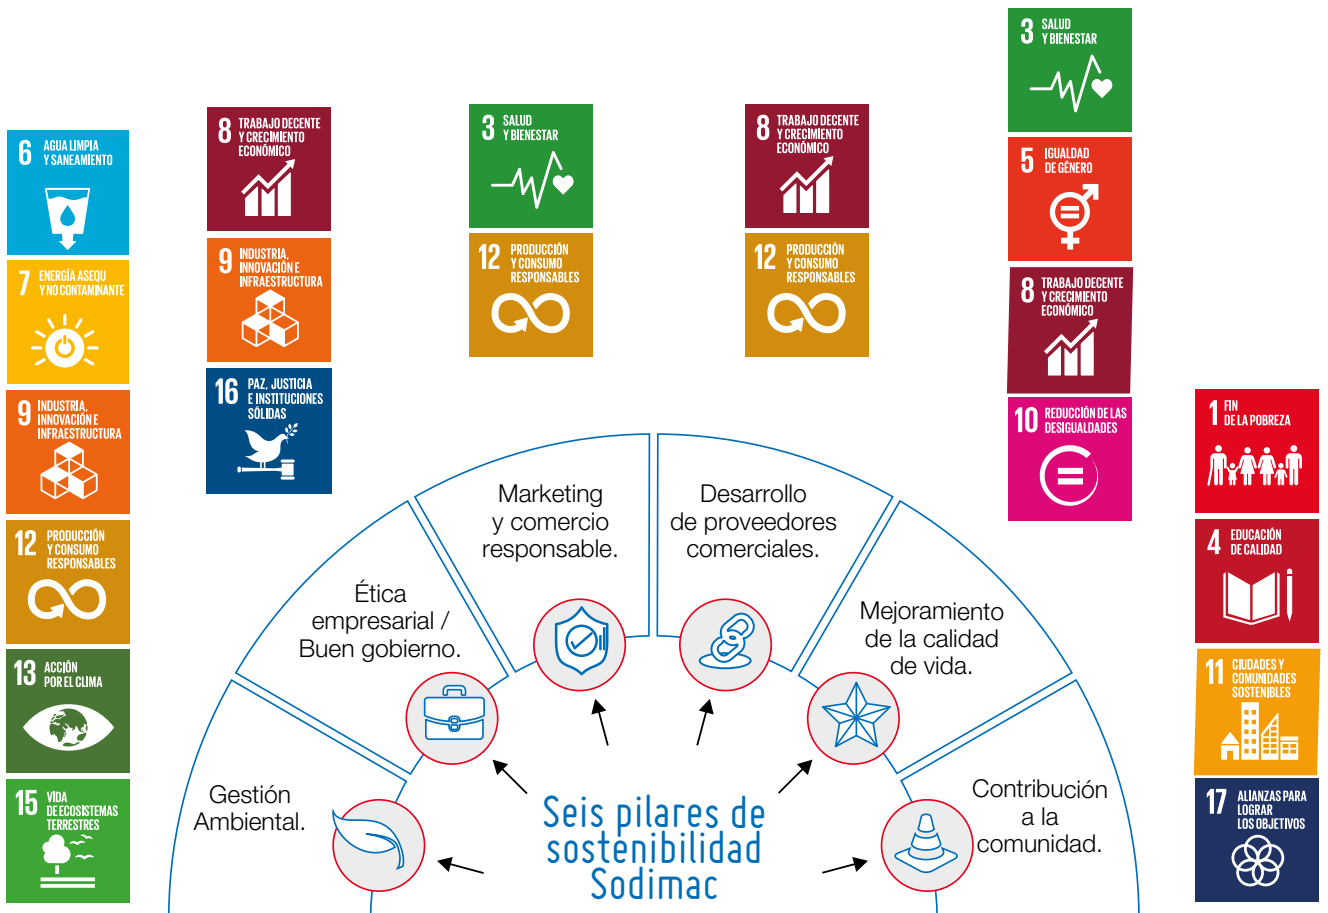 6 AGUA LIMPIA
Y SANEAMIENTO
7 ENERGÍA ASEQU
Y NO CONTAMINANTE
9 INDUSTRIA,
INNOVACIÓN E
INFRAESTRUCTURA
12 PRODUCCIÓN
Y CONSUMO
RESPONSABLES
13 ACCIÓN
POR EL CLIMA
15 VIDA
DE ECOSISTEMAS
TERRESTRES
8 TRABAJO DECENTE
Y CRECIMIENTO
ECONÓMICO
9 INDUSTRIA,
INNOVACIÓN E
INFRAESTRUCTURA
16 PAZ, JUSTICIA
E INSTITUCIONES
SÓLIDAS
3 SALUD
Y BIENESTAR
12 PRODUCCIÓN
Y CONSUMO
RESPONSABLES
8 TRABAJO DECENTE
Y CRECIMIENTO
ECONÓMICO
12 PRODUCCIÓN
Y CONSUMO
RESPONSABLES
3 SALUD
Y BIENESTAR
5 IGUALDAD
DE GÉNERO
8 TRABAJO DECENTE
Y CRECIMIENTO
ECONÓMICO
10 REDUCCIÓN DE LAS
DESIGUALDADES
1 FIN
DE LA POBREZA
4 EDUCACIÓN
DE CALIDAD
11 CIUDADES Y
COMUNIDADES
SOSTENIBLES
17 ALIANZAS PARA
LOGRAR
LOS OBJETIVOS
Gestión
Ambiental.
Ética
empresarial /
Buen gobierno.
Marketing
y comercio
responsable.
Desarrollo
de proveedores
comerciales.
Mejoramiento
de la calidad
de vida.
Contribución
a la
comunidad.
Seis pilares de
sostenibilidad
Sodimac